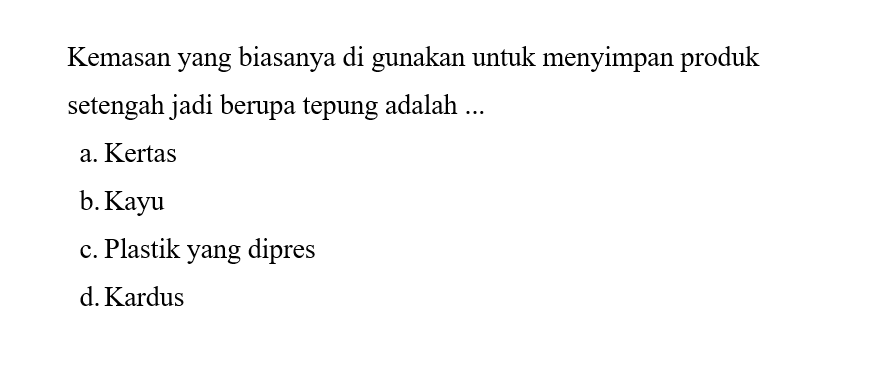 Kemasan yang biasanya di gunakan untuk menyimpan produk
setengah jadi berupa tepung adalah ...
a. Kertas
b. Kayu
c. Plastik yang dipres
d. Kardus